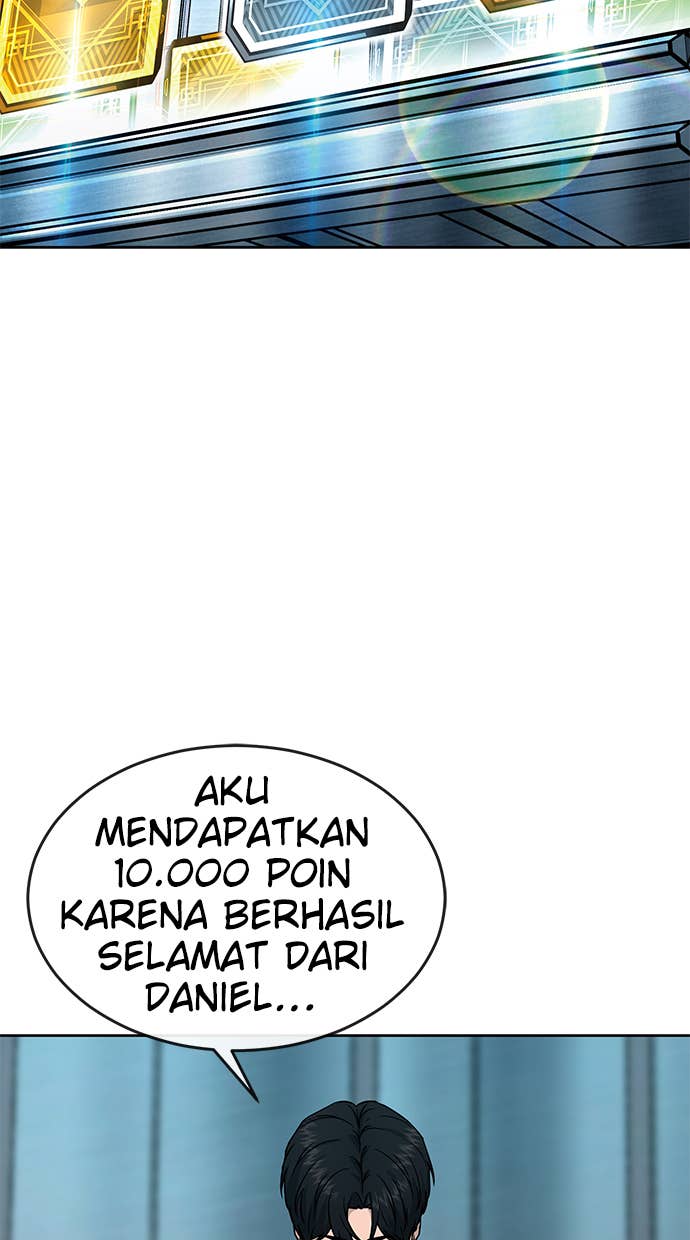 AKU
MENDAPATKAN
10.000 POIN
KARENA BERHASIL
SELAMAT DARI
DANIEL...